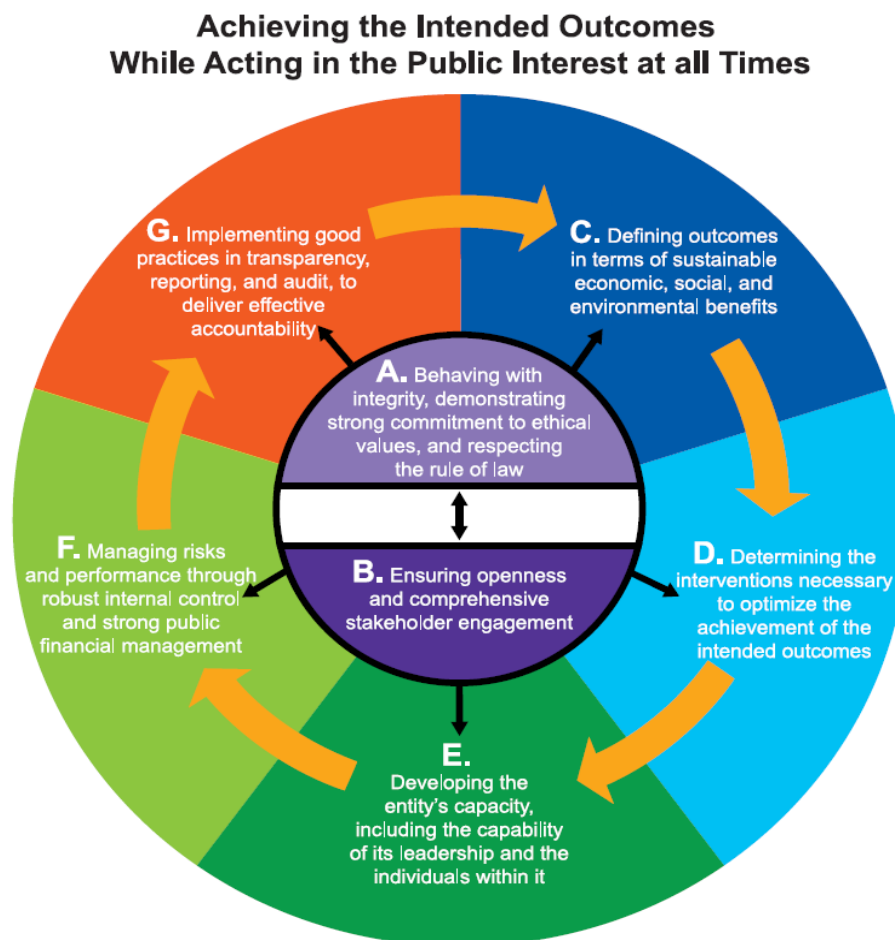 Achieving the Intended Outcomes
While Acting in the Public Interest at all Times
G. Implementing good
practices in transparency,
reporting, and audit, to
deliver effective
accountability
C. Defining outcomes
in terms of sustainable
economic, social, and
environmental benefits
A. Behaving with
integrity, demonstrating
strong commitment to ethical
values, and respecting
the rule of law
B. Ensuring openness
and comprehensive
stakeholder engagement
F. Managing risks
and performance through
robust internal control
and strong public
financial management
D. Determining the
interventions necessary
to optimize the
achievement of the
intended outcomes
E.
Developing the
entity's capacity,
including the capability
of its leadership and the
individuals within it